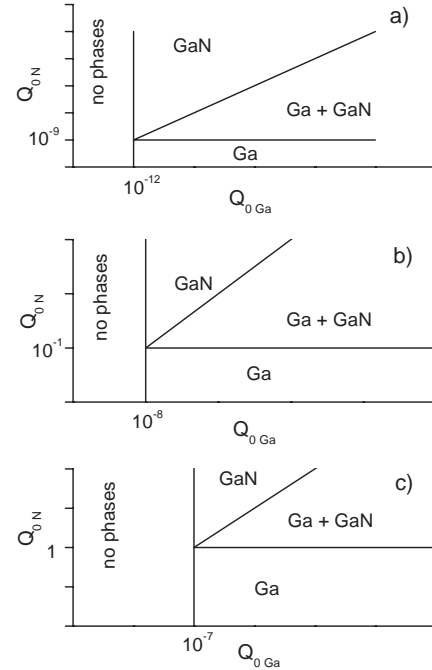 a)
GaN
no phases
Q0 N
Ga + GaN
10-9
Ga
10-12
Q0 Ga
b)
GaN
no phases
Q0 N
Ga + GaN
10-1
Ga
10-8
Q0 Ga
c)
GaN
no phases
Q0 N
Ga + GaN
1
Ga
10-7
Q0 Ga